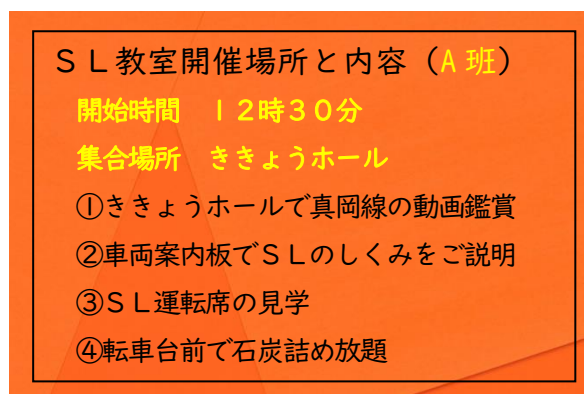 SL教室開催場所と内容(A班)
開始時間 12時30分
集合場所 ききょうホール
①ききょうホールで真岡線の動画鑑賞
②車両案内板でSLのしくみをご説明
③SL運転席の見学
④転車台前で石炭詰め放題